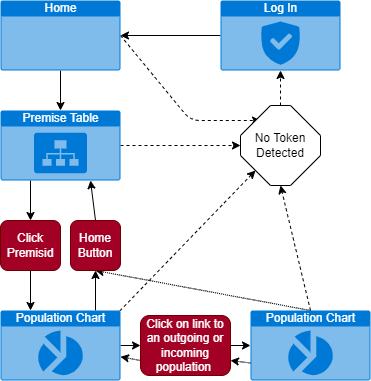 Home
Log In
Premise Table
No Token
Detected
Click
Premisid
Home
Button
Population Chart
Click on link to
an outgoing or
incoming
population
Population Chart